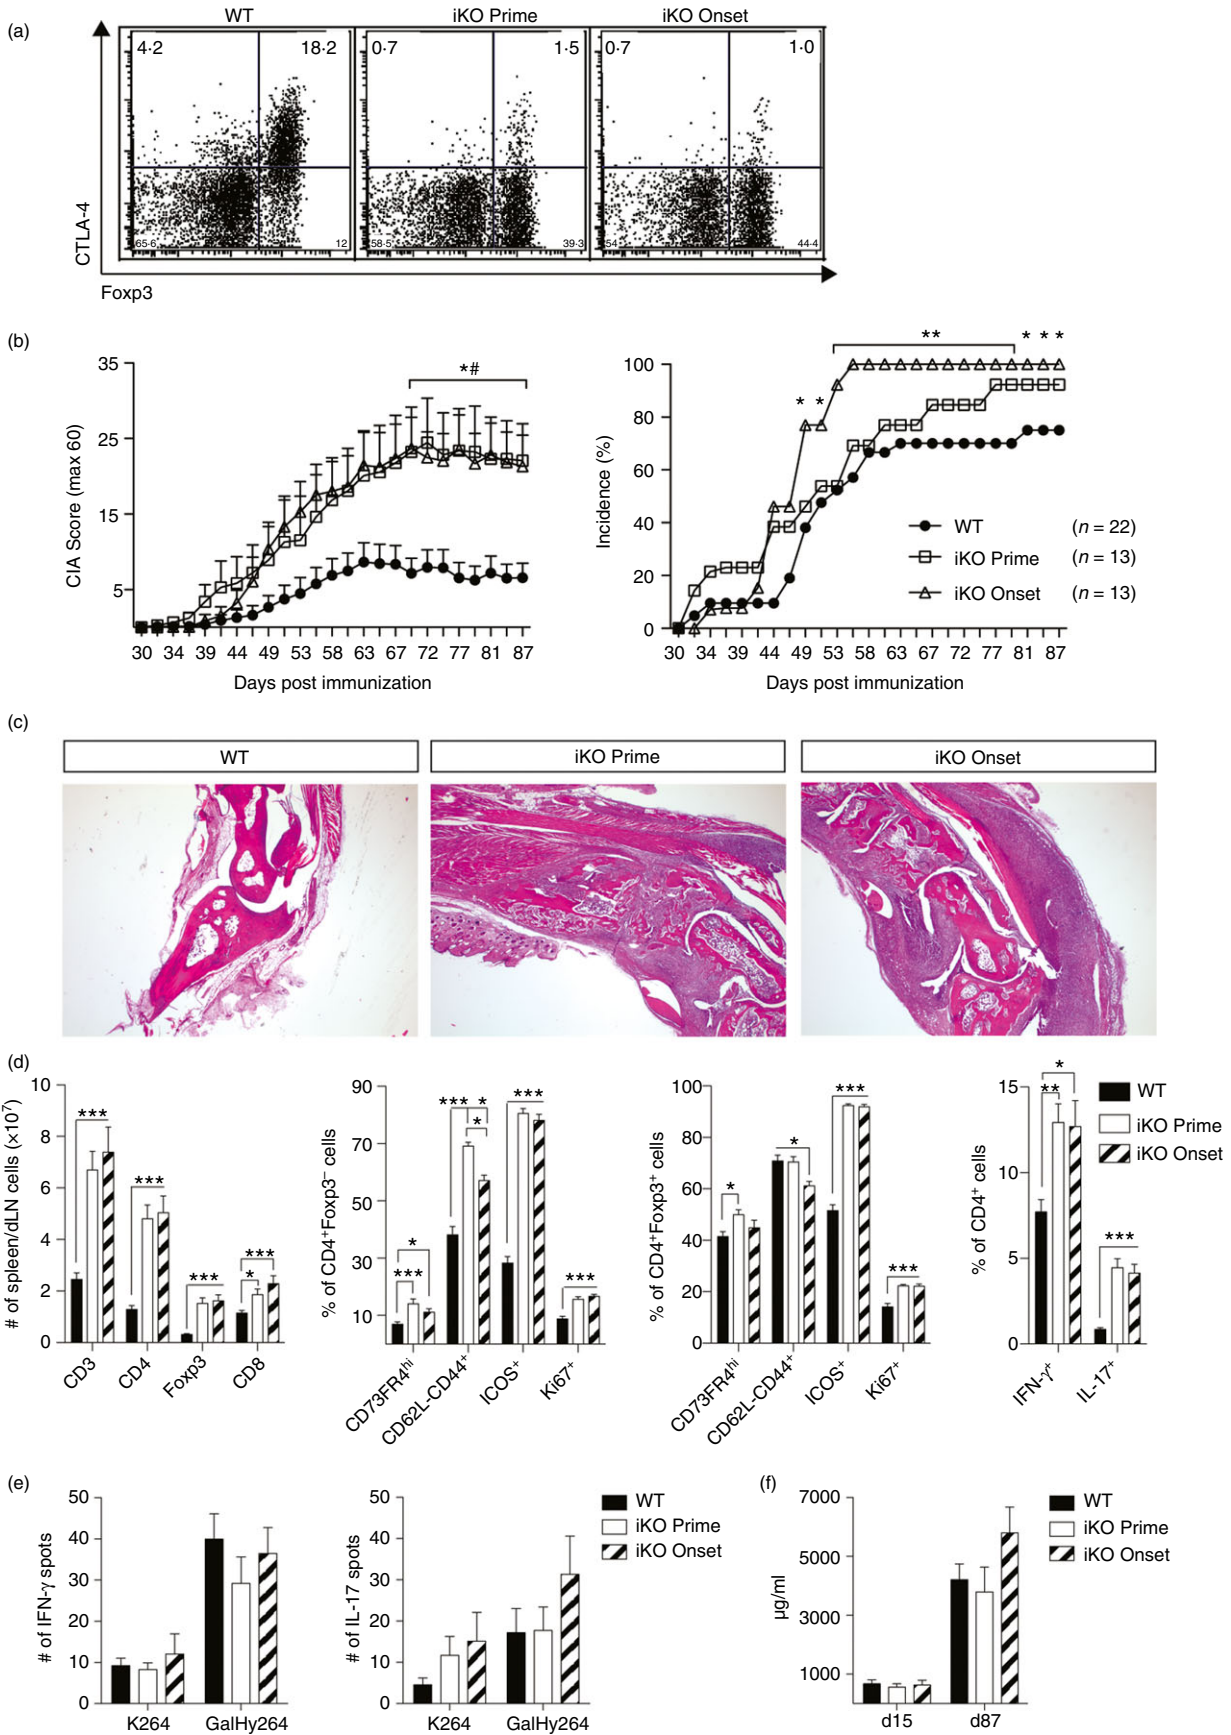 (a)
WT
iKO Prime
iKO Onset
4·2
18·2
0·7
1·5
0·7
1·0
65·6
12
58·5
39·3
54
44·4
CTLA-4
Foxp3
(b)
35
25
15
5
CIA Score (max 60)
*#
30 34 39 44 49 53 58 63 67 72 77 81 87
Days post immunization
100
80
60
40
20
0
Incidence (%)
* *
**
* * *
WT (n = 22)
iKO Prime (n = 13)
iKO Onset (n = 13)
30 34 39 44 49 53 58 63 67 72 77 81 87
Days post immunization
(c)
WT
iKO Prime
iKO Onset
(d)
10
8
6
4
2
0
# of spleen/dLN cells (×10⁷)
***
***
***
*
***
CD3
CD4
Foxp3
CD8
90
70
50
30
10
% of CD4⁺Foxp3⁻ cells
*
***
*** *
*
***
***
CD73FR4ʰⁱ
CD62L-CD44⁺
ICOS⁺
Ki67⁺
100
80
60
40
20
0
% of CD4⁺Foxp3⁺ cells
*
*
***
***
CD73FR4ʰⁱ
CD62L-CD44⁺
ICOS⁺
Ki67⁺
15
10
5
0
% of CD4⁺ cells
*
**
***
IFN-γ⁺
IL-17⁺
WT
iKO Prime
iKO Onset
(e)
50
40
30
20
10
0
# of IFN-γ spots
K264
GalHy264
50
40
30
20
10
0
# of IL-17 spots
K264
GalHy264
WT
iKO Prime
iKO Onset
(f)
7000
5000
3000
1000
µg/ml
d15
d87
WT
iKO Prime
iKO Onset